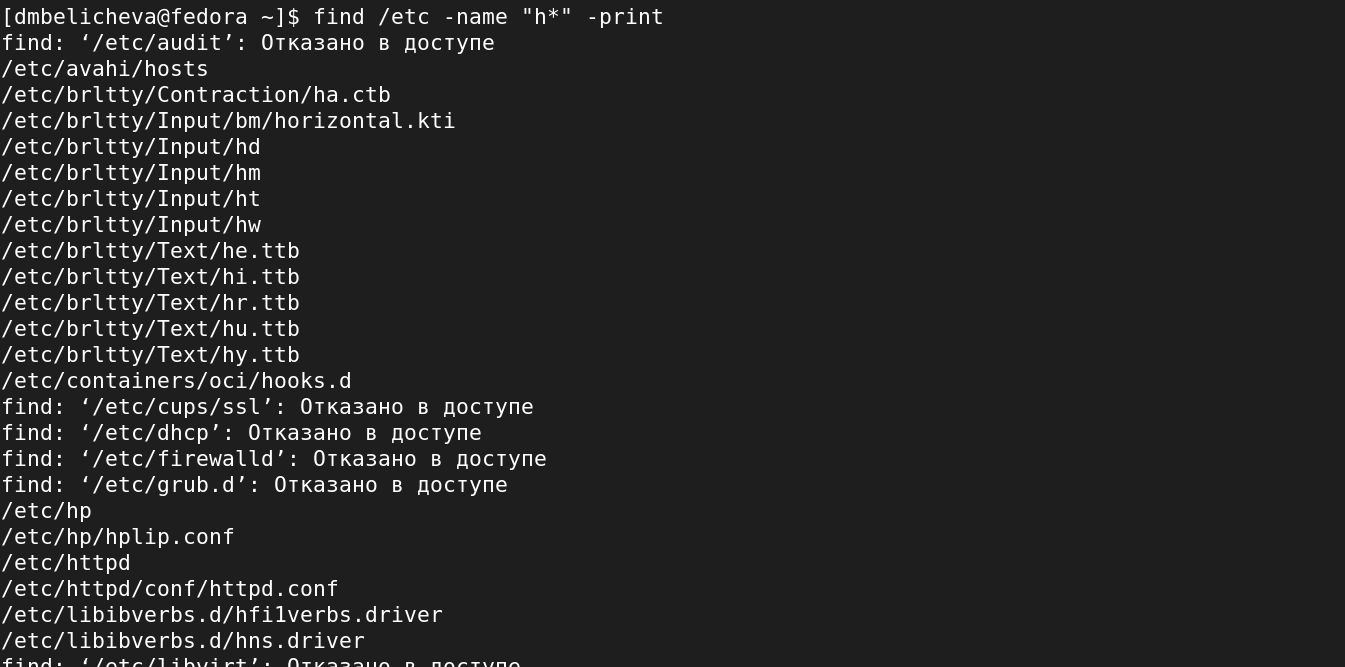 [dmbelicheva@fedora ~]$ find /etc -name "h*" -print
find: ‘/etc/audit’: Отказано в доступе
/etc/avahi/hosts
/etc/brltty/Contraction/ha.ctb
/etc/brltty/Input/bm/horizontal.kti
/etc/brltty/Input/hd
/etc/brltty/Input/hm
/etc/brltty/Input/ht
/etc/brltty/Input/hw
/etc/brltty/Text/he.ttb
/etc/brltty/Text/hi.ttb
/etc/brltty/Text/hr.ttb
/etc/brltty/Text/hu.ttb
/etc/brltty/Text/hy.ttb
/etc/containers/oci/hooks.d
find: ‘/etc/cups/ssl’: Отказано в доступе
find: ‘/etc/dhcp’: Отказано в доступе
find: ‘/etc/firewalld’: Отказано в доступе
find: ‘/etc/grub.d’: Отказано в доступе
/etc/hp
/etc/hp/hplip.conf
/etc/httpd
/etc/httpd/conf/httpd.conf
/etc/libibverbs.d/hfi1verbs.driver
/etc/libibverbs.d/hns.driver
find: ‘/etc/libvirt’: Отказано в доступе